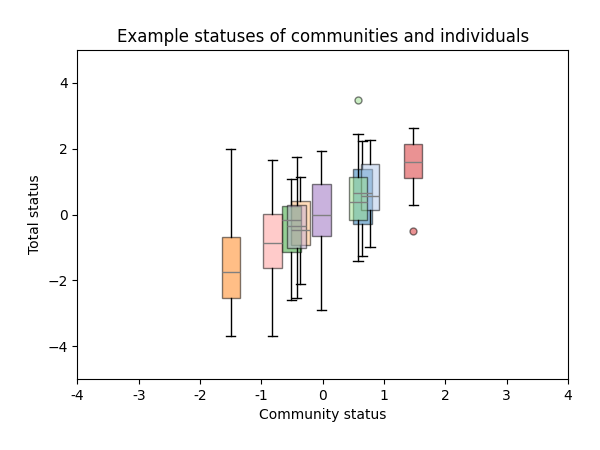 Example statuses of communities and individuals
Total status
4
2
0
−2
−4
-4 -3 -2 -1 0 1 2 3 4
Community status